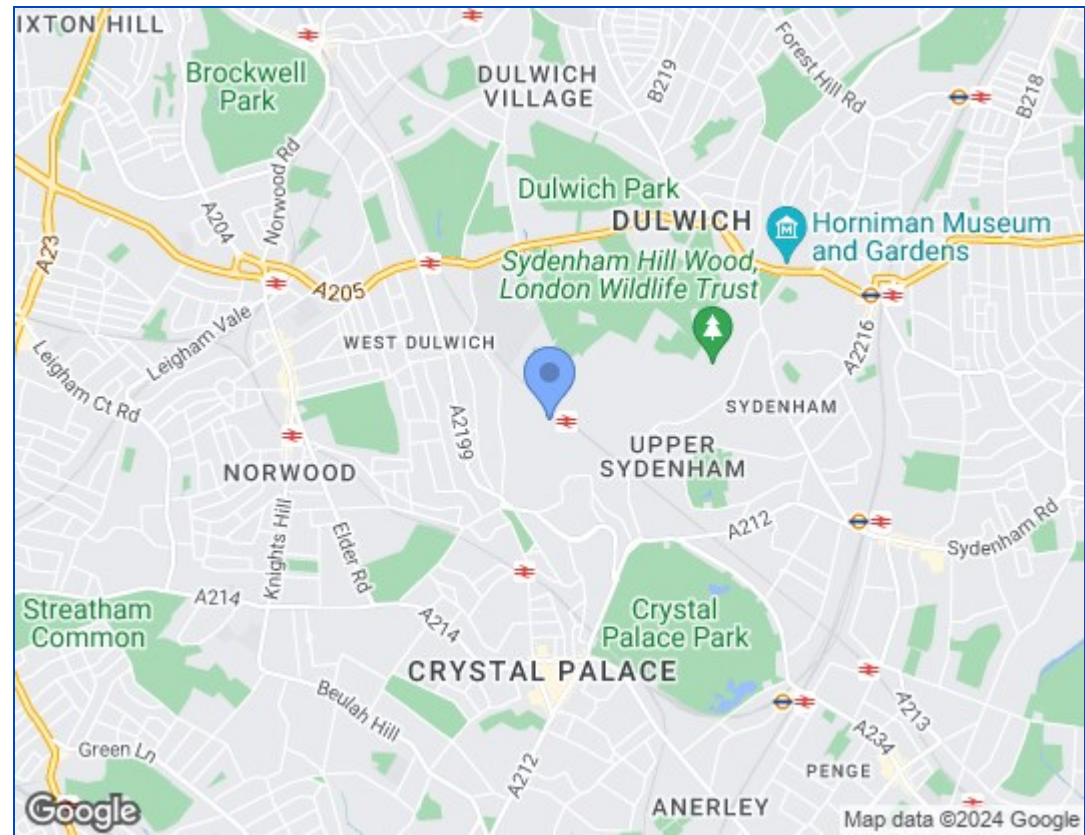 IXTON HILL
Brockwell
Park
DULWICH
VILLAGE
B219
Forest Hill Rd
B218
Norwood Rd
A204
Dulwich Park
DULWICH
Horniman Museum
and Gardens
A23
A205
Sydenham Hill Wood,
London Wildlife Trust
Leigham Vale
WEST DULWICH
A2216
Leigham Ct Rd
A2199
SYDENHAM
UPPER
SYDENHAM
NORWOOD
Knights Hill
Elder Rd
A212
Sydenham Rd
A214
Streatham
Common
A214
Crystal
Palace Park
CRYSTAL PALACE
Beulah Hill
A213
A234
Green Ln
A212
PENGE
ANERLEY
Google
Map data ©2024 Google